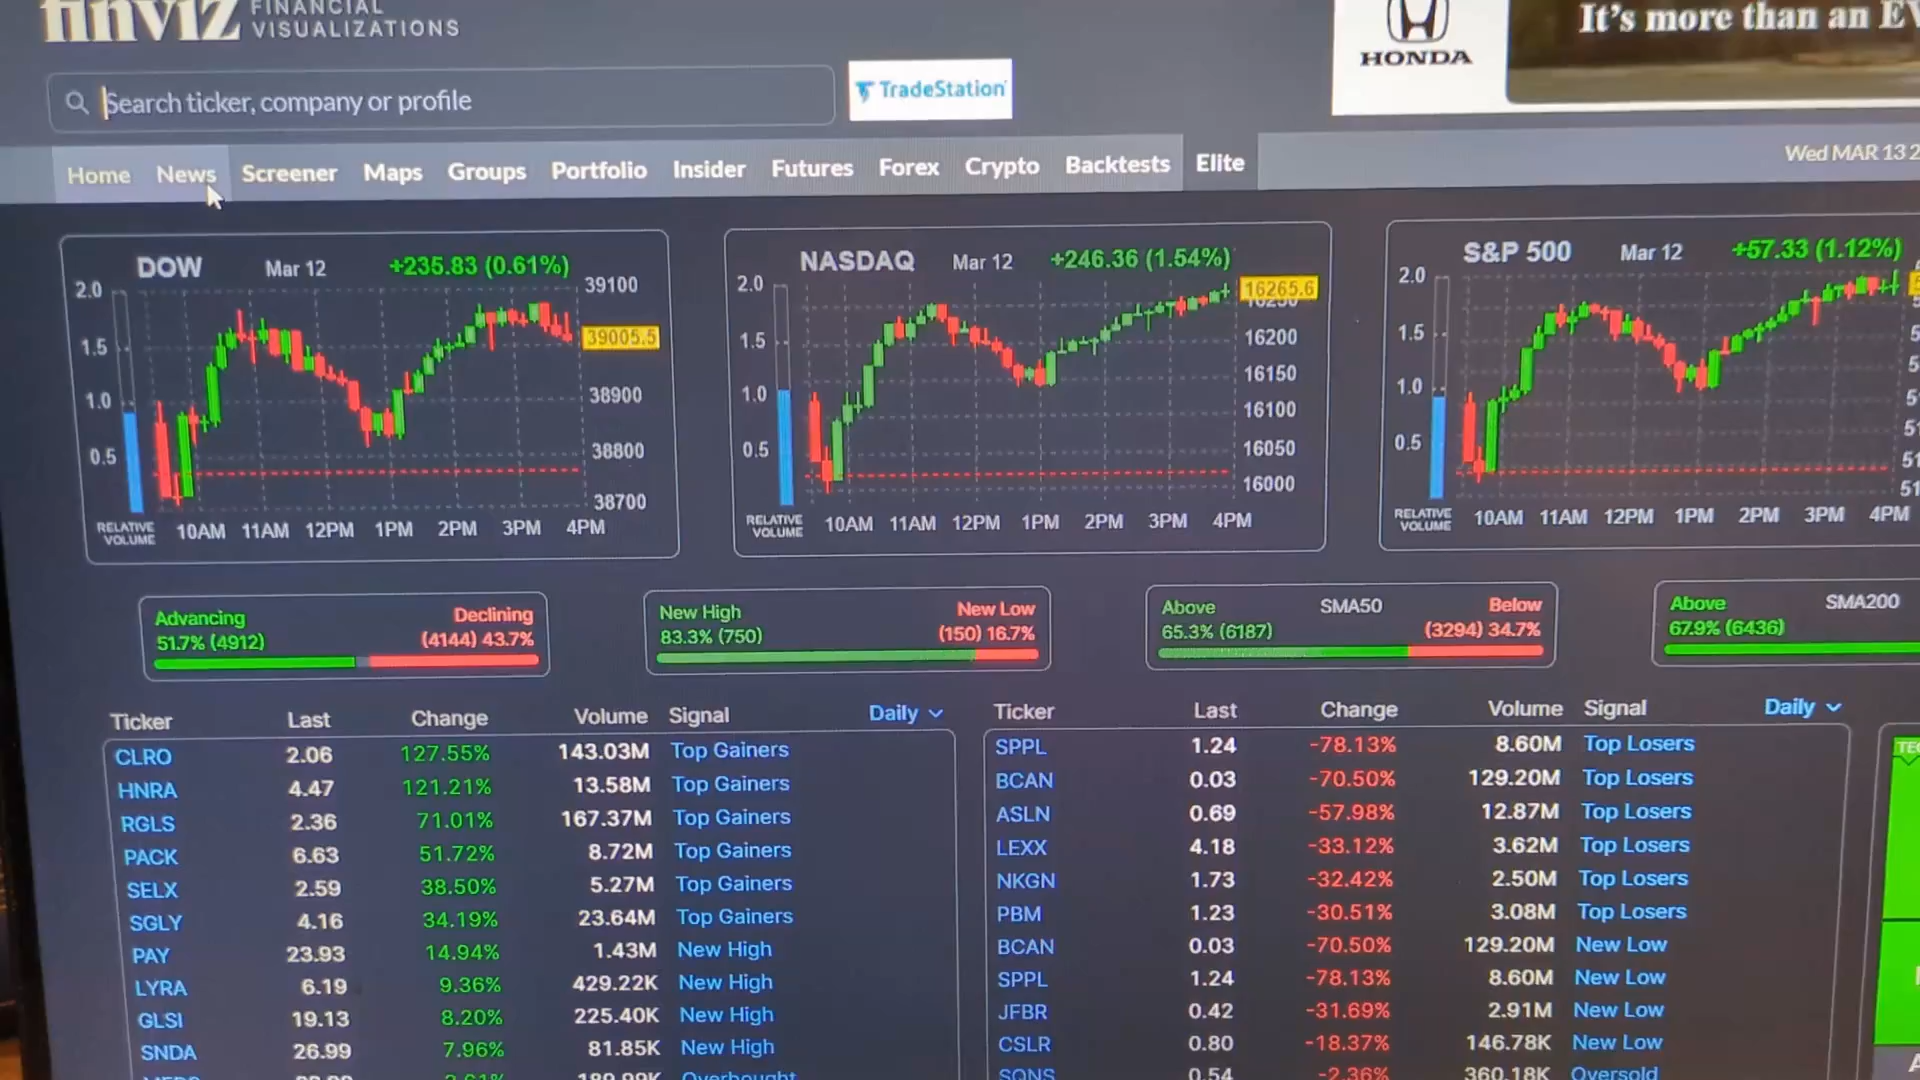 finviz FINANCIAL
VISUALIZATIONS
Search ticker, company or profile
TradeStation
HONDA
It's more than an EV
Home News Screener Maps Groups Portfolio Insider Futures Forex Crypto Backtests Elite
Wed MAR 13 2
DOW Mar 12 +235.83 (0.61%)
2.0
1.5
1.0
0.5
39100
39005.5
38900
38800
38700
RELATIVE
VOLUME
10AM 11AM 12PM 1PM 2PM 3PM 4PM
NASDAQ Mar 12 +246.36 (1.54%)
2.0
1.5
1.0
0.5
16265.6
16250
16200
16150
16100
16050
16000
RELATIVE
VOLUME
10AM 11AM 12PM 1PM 2PM 3PM 4PM
S&P 500 Mar 12 +57.33 (1.12%)
2.0
1.5
1.0
0.5
RELATIVE
VOLUME
10AM 11AM 12PM 1PM 2PM 3PM 4PM
Advancing Declining
51.7% (4912) (4144) 43.7%
New High New Low
83.3% (750) (150) 16.7%
Above SMA50 Below
65.3% (6187) (3294) 34.7%
Above SMA200
67.9% (6436)
Ticker Last Change Volume Signal Daily
CLRO 2.06 127.55% 143.03M Top Gainers
HNRA 4.47 121.21% 13.58M Top Gainers
RGLS 2.36 71.01% 167.37M Top Gainers
PACK 6.63 51.72% 8.72M Top Gainers
SELX 2.59 38.50% 5.27M Top Gainers
SGLY 4.16 34.19% 23.64M Top Gainers
PAY 23.93 14.94% 1.43M New High
LYRA 6.19 9.36% 429.22K New High
GLSI 19.13 8.20% 225.40K New High
SNDA 26.99 7.96% 81.85K New High
Overbought
Ticker Last Change Volume Signal Daily
SPPL 1.24 -78.13% 8.60M Top Losers
BCAN 0.03 -70.50% 129.20M Top Losers
ASLN 0.69 -57.98% 12.87M Top Losers
LEXX 4.18 -33.12% 3.62M Top Losers
NKGN 1.73 -32.42% 2.50M Top Losers
PBM 1.23 -30.51% 3.08M Top Losers
BCAN 0.03 -70.50% 129.20M New Low
SPPL 1.24 -78.13% 8.60M New Low
JFBR 0.42 -31.69% 2.91M New Low
CSLR 0.80 -18.37% 146.78K New Low
SONS 0.54 -2.36% 360.18K Oversold